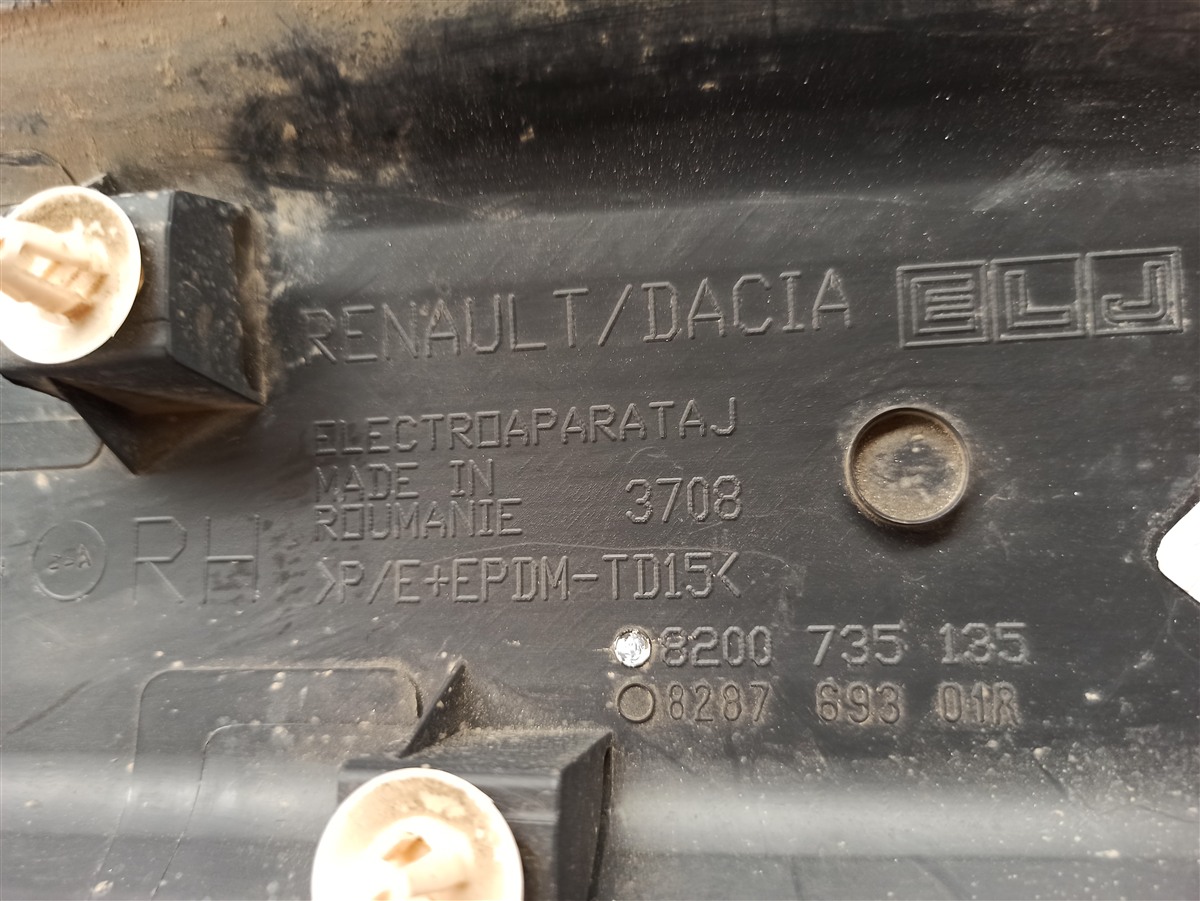 RENAULT/DACIA ELJ
ELECTROAPARATAJ
MADE IN
ROUMANIE 3708
RH
>P/E+EPDM-TD15<
8200 735 135
8287 693 01R